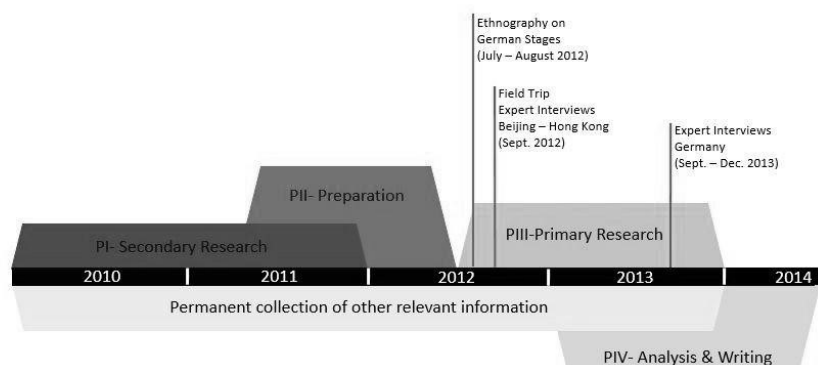 Ethnography on
German Stages
(July – August 2012)
Field Trip
Expert Interviews
Beijing – Hong Kong
(Sept. 2012)
Expert Interviews
Germany
(Sept. – Dec. 2013)
PII- Preparation
PI- Secondary Research
PIII-Primary Research
2010 2011 2012 2013 2014
Permanent collection of other relevant information
PIV- Analysis & Writing